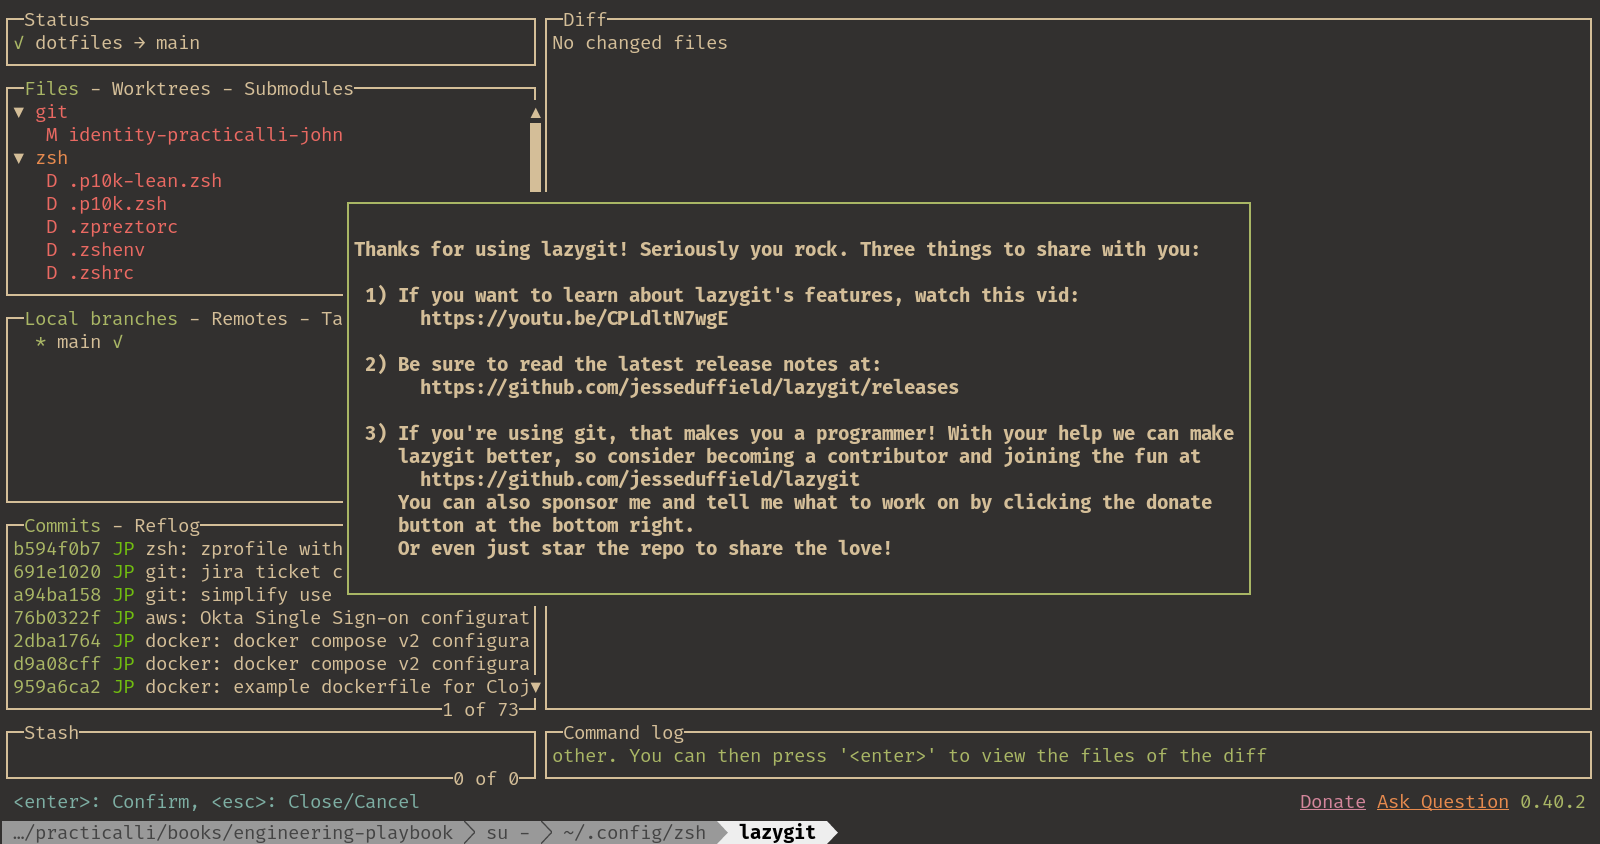 Status
√ dotfiles → main
Files - Worktrees - Submodules
▼ git
M identity-practicalli-john
▼ zsh
D .p10k-lean.zsh
D .p10k.zsh
D .zpreztorc
D .zshenv
D .zshrc
Local branches - Remotes - Ta
* main √
Commits - Reflog
b594f0b7 JP zsh: zprofile with
691e1020 JP git: jira ticket c
a94ba158 JP git: simplify use
76b0322f JP aws: Okta Single Sign-on configurat
2dba1764 JP docker: docker compose v2 configura
d9a08cff JP docker: docker compose v2 configura
959a6ca2 JP docker: example dockerfile for Cloj
1 of 73
Stash
0 of 0
Diff
No changed files
Thanks for using lazygit! Seriously you rock. Three things to share with you:
1) If you want to learn about lazygit's features, watch this vid:
https://youtu.be/CPLdltN7wgE
2) Be sure to read the latest release notes at:
https://github.com/jesseduffield/lazygit/releases
3) If you're using git, that makes you a programmer! With your help we can make
lazygit better, so consider becoming a contributor and joining the fun at
https://github.com/jesseduffield/lazygit
You can also sponsor me and tell me what to work on by clicking the donate
button at the bottom right.
Or even just star the repo to share the love!
Command log
other. You can then press '<enter>' to view the files of the diff
<enter>: Confirm, <esc>: Close/Cancel
Donate Ask Question 0.40.2
…/practicalli/books/engineering-playbook su - ~/.config/zsh lazygit